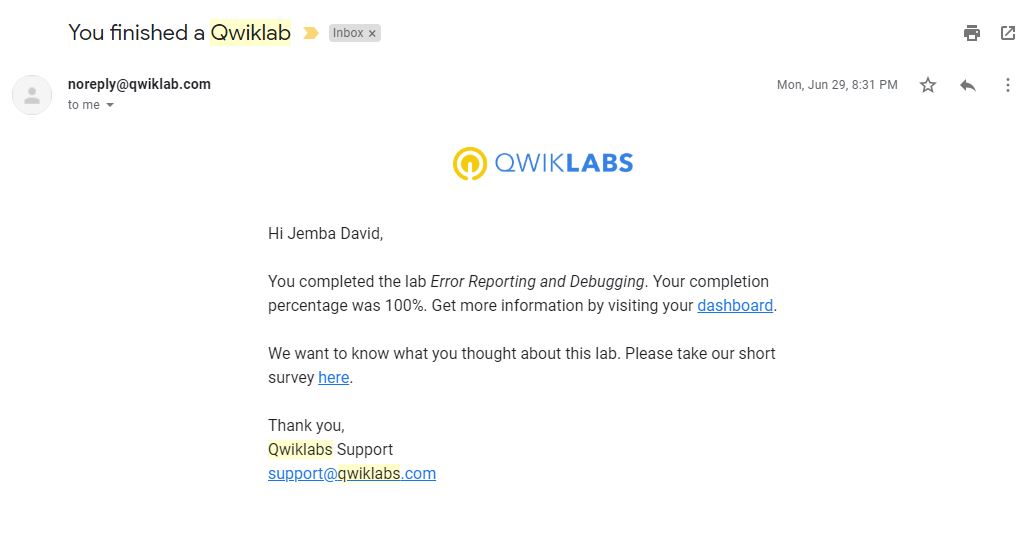 You finished a Qwiklab
Inbox ×
noreply@qwiklab.com
Mon, Jun 29, 8:31 PM
to me
QWIKLABS
Hi Jemba David,
You completed the lab Error Reporting and Debugging. Your completion
percentage was 100%. Get more information by visiting your dashboard.
We want to know what you thought about this lab. Please take our short
survey here.
Thank you,
Qwiklabs Support
support@qwiklabs.com